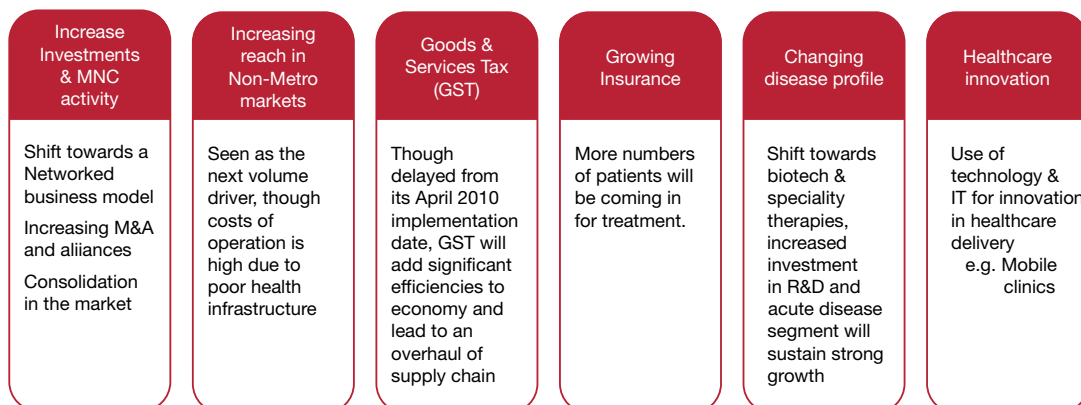 Increase
Investments
& MNC
activity
Shift towards a
Networked
business model
Increasing M&A
and aliiances
Consolidation
in the market
Increasing
reach in
Non-Metro
markets
Seen as the
next volume
driver, though
costs of
operation is
high due to
poor health
infrastructure
Goods &
Services Tax
(GST)
Though
delayed from
its April 2010
implementation
date, GST will
add significant
efficiencies to
economy and
lead to an
overhaul of
supply chain
Growing
Insurance
More numbers
of patients will
be coming in
for treatment.
Changing
disease profile
Shift towards
biotech &
speciality
therapies,
increased
investment
in R&D and
acute disease
segment will
sustain strong
growth
Healthcare
innovation
Use of
technology &
IT for innovation
in healthcare
delivery
e.g. Mobile
clinics